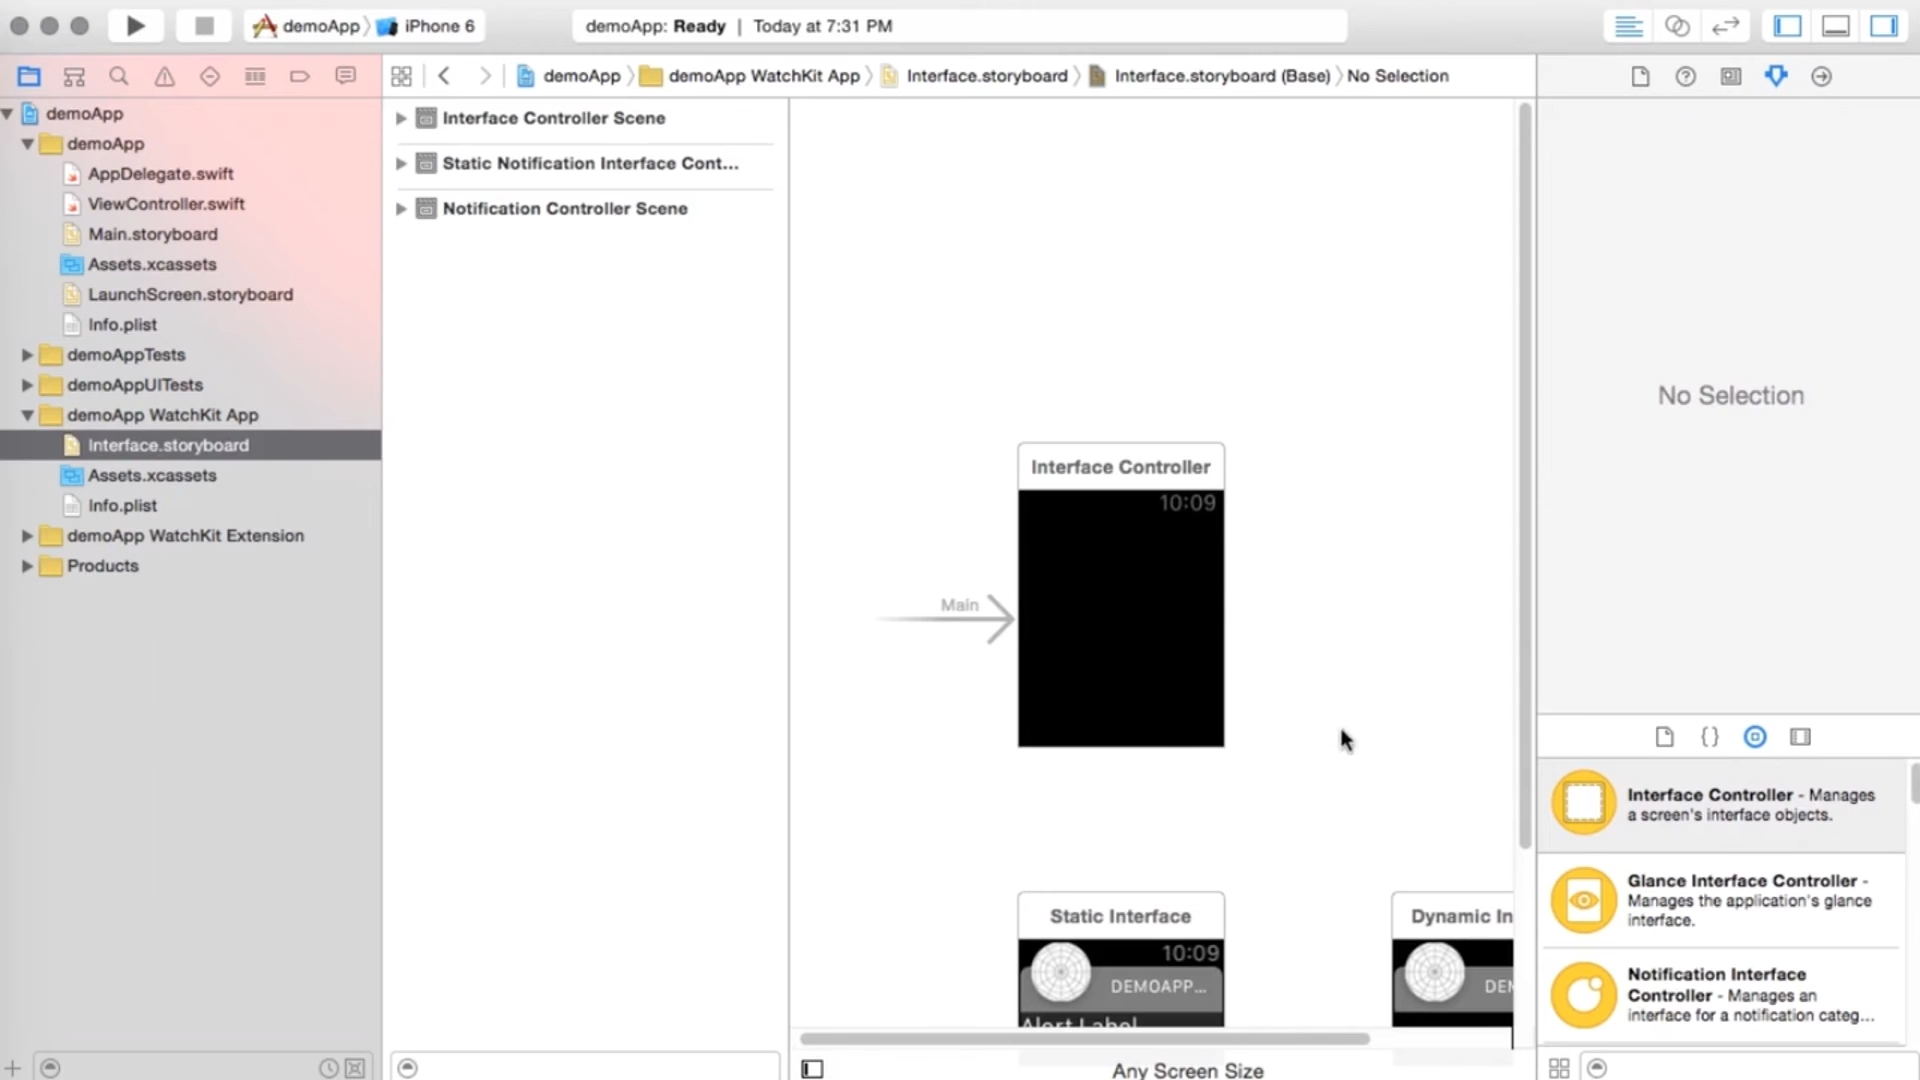 demoApp iPhone 6
demoApp: Ready | Today at 7:31 PM
demoApp demoApp WatchKit App Interface.storyboard Interface.storyboard (Base) No Selection
demoApp
demoApp
AppDelegate.swift
ViewController.swift
Main.storyboard
Assets.xcassets
LaunchScreen.storyboard
Info.plist
demoAppTests
demoAppUITests
demoApp WatchKit App
Interface.storyboard
Assets.xcassets
Info.plist
demoApp WatchKit Extension
Products
Interface Controller Scene
Static Notification Interface Cont...
Notification Controller Scene
Interface Controller
10:09
Main
Static Interface
10:09
DEMOAPP...
Alert Label
Dynamic In
DEM
Any Screen Size
No Selection
{}
Interface Controller - Manages
a screen's interface objects.
Glance Interface Controller -
Manages the application's glance
interface.
Notification Interface
Controller - Manages an
interface for a notification categ...